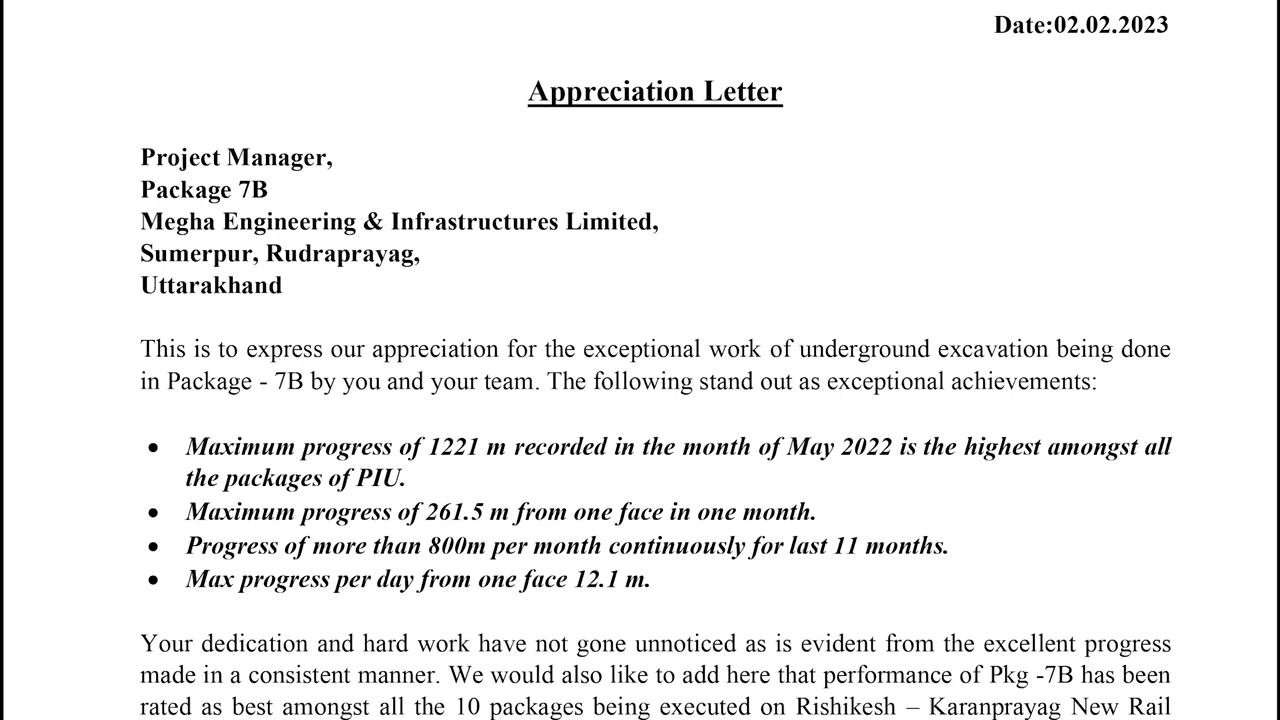 Date:02.02.2023
Appreciation Letter
Project Manager,
Package 7B
Megha Engineering & Infrastructures Limited,
Sumerpur, Rudraprayag,
Uttarakhand
This is to express our appreciation for the exceptional work of underground excavation being done
in Package - 7B by you and your team. The following stand out as exceptional achievements:
• Maximum progress of 1221 m recorded in the month of May 2022 is the highest amongst all
the packages of PIU.
• Maximum progress of 261.5 m from one face in one month.
• Progress of more than 800m per month continuously for last 11 months.
• Max progress per day from one face 12.1 m.
Your dedication and hard work have not gone unnoticed as is evident from the excellent progress
made in a consistent manner. We would also like to add here that performance of Pkg -7B has been
rated as best amongst all the 10 packages being executed on Rishikesh – Karanprayag New Rail